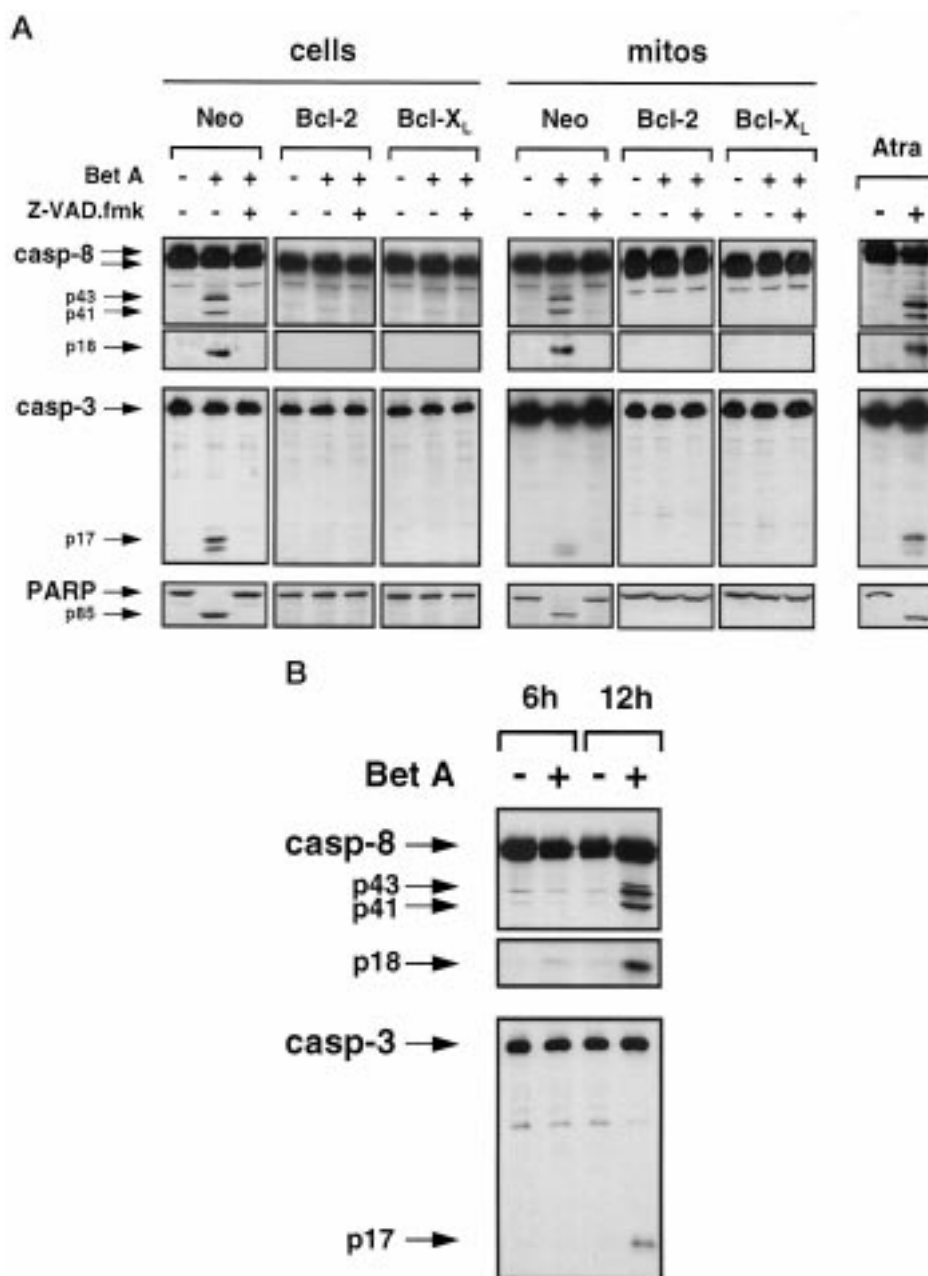 A
cells mitos
Neo Bcl-2 Bcl-XL Neo Bcl-2 Bcl-XL Atra
Bet A - + + - + + - + + - + + - + + - + + - +
Z-VAD.fmk - - + - - + - - + - - + - - + - - +
casp-8
p43
p41
p18
casp-3
p17
PARP
p85
B
6h 12h
Bet A - + - +
casp-8
p43
p41
p18
casp-3
p17